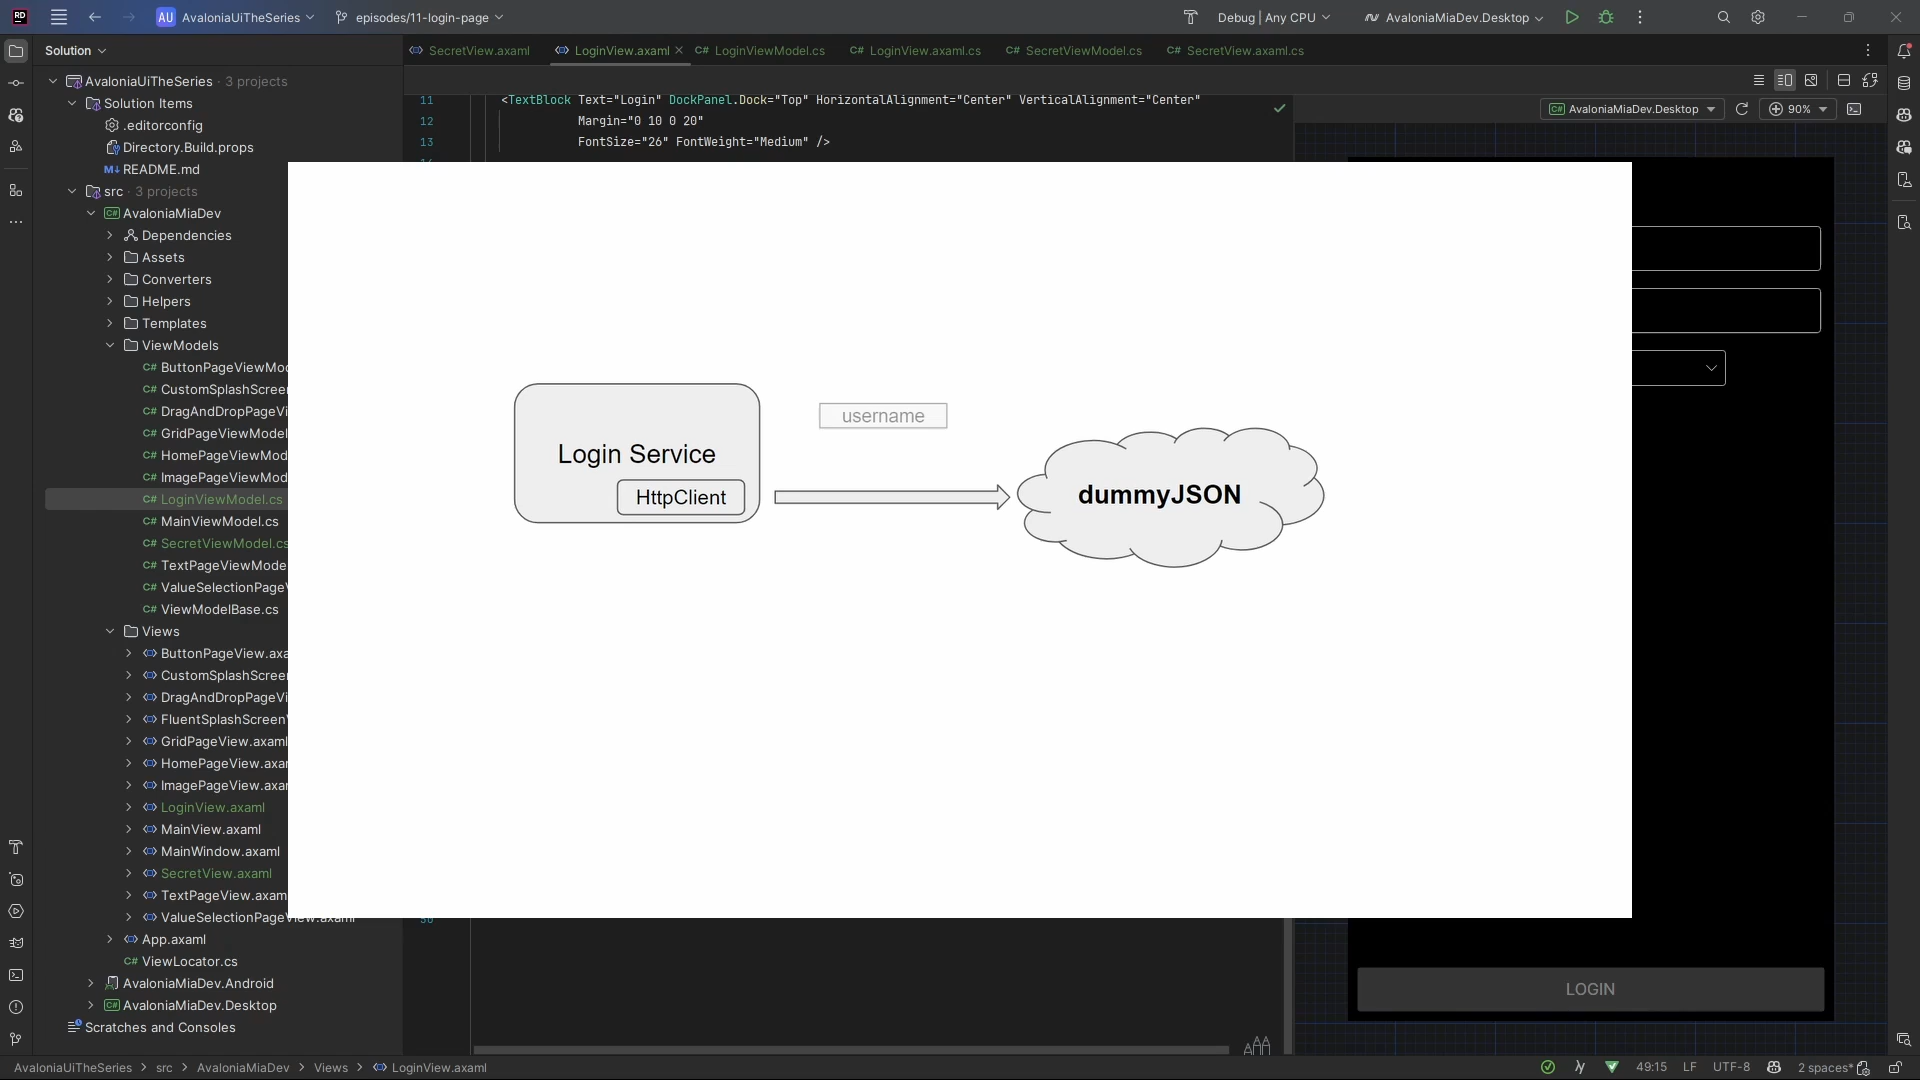 AU AvaloniaUiTheSeries episodes/11-login-page Debug | Any CPU AvaloniaMiaDev.Desktop
Solution
SecretView.axaml LoginView.axaml LoginViewModel.cs LoginView.axaml.cs SecretViewModel.cs SecretView.axaml.cs
AvaloniaMiaDev.Desktop 90%
11 <TextBlock Text="Login" DockPanel.Dock="Top" HorizontalAlignment="Center" VerticalAlignment="Center"
12 Margin="0 10 0 20"
13 FontSize="26" FontWeight="Medium" />
AvaloniaUiTheSeries · 3 projects
Solution Items
.editorconfig
Directory.Build.props
README.md
src · 3 projects
AvaloniaMiaDev
Dependencies
Assets
Converters
Helpers
Templates
ViewModels
ButtonPageViewMod
CustomSplashScreen
DragAndDropPageVi
GridPageViewModel
HomePageViewMod
ImagePageViewMod
LoginViewModel.cs
MainViewModel.cs
SecretViewModel.cs
TextPageViewMode
ValueSelectionPageV
ViewModelBase.cs
Views
ButtonPageView.axa
CustomSplashScreen
DragAndDropPageVi
FluentSplashScreenV
GridPageView.axaml
HomePageView.axam
ImagePageView.axam
LoginView.axaml
MainView.axaml
MainWindow.axaml
SecretView.axaml
TextPageView.axam
ValueSelectionPageView.axaml
App.axaml
ViewLocator.cs
AvaloniaMiaDev.Android
AvaloniaMiaDev.Desktop
Scratches and Consoles
username
Login Service
HttpClient
dummyJSON
LOGIN
AvaloniaUiTheSeries > src > AvaloniaMiaDev > Views > LoginView.axaml
49:15 LF UTF-8 2 spaces*